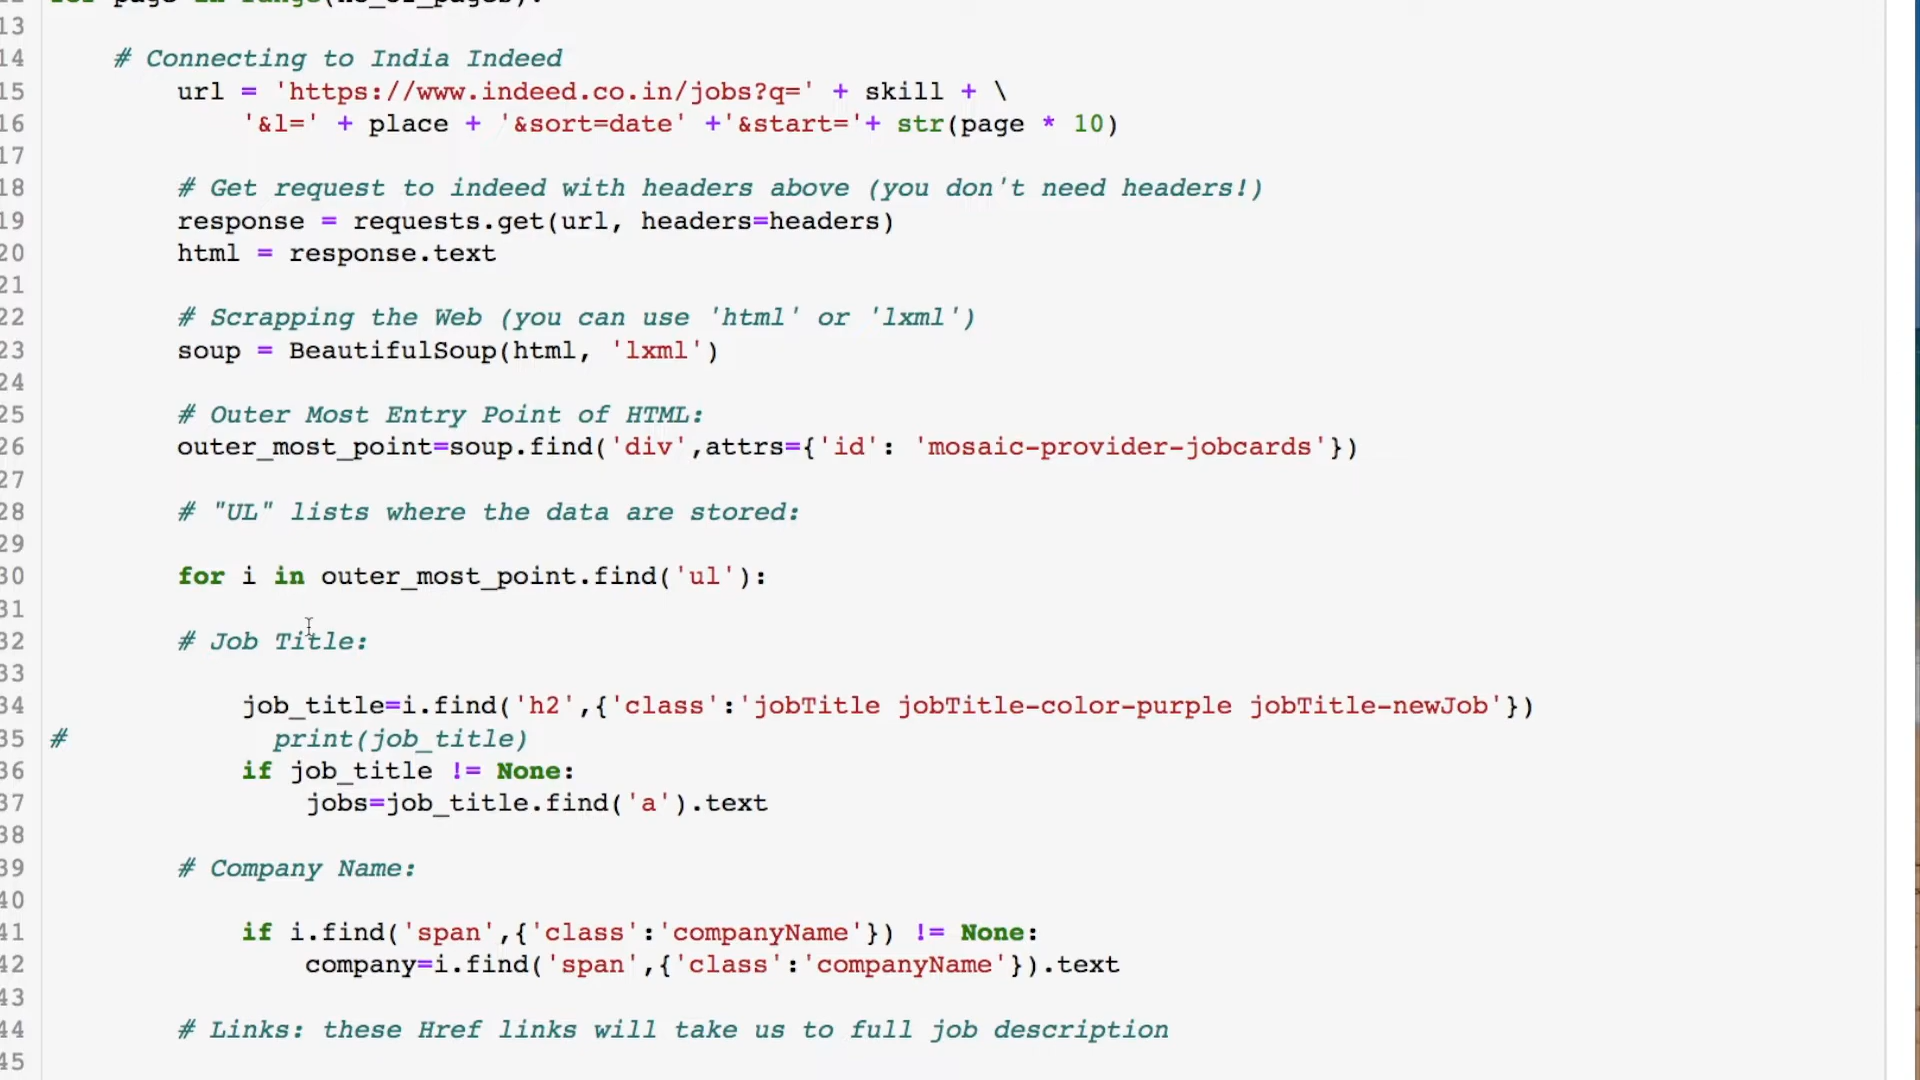 for page in range(no_of_pages):
13
14 # Connecting to India Indeed
15 url = 'https://www.indeed.co.in/jobs?q=' + skill + \
16 '&l=' + place + '&sort=date' +'&start='+ str(page * 10)
17
18 # Get request to indeed with headers above (you don't need headers!)
19 response = requests.get(url, headers=headers)
20 html = response.text
21
22 # Scrapping the Web (you can use 'html' or 'lxml')
23 soup = BeautifulSoup(html, 'lxml')
24
25 # Outer Most Entry Point of HTML:
26 outer_most_point=soup.find('div',attrs={'id': 'mosaic-provider-jobcards'})
27
28 # "UL" lists where the data are stored:
29
30 for i in outer_most_point.find('ul'):
31
32 # Job Title:
33
34 job_title=i.find('h2',{'class':'jobTitle jobTitle-color-purple jobTitle-newJob'})
35 # print(job_title)
36 if job_title != None:
37 jobs=job_title.find('a').text
38
39 # Company Name:
40
41 if i.find('span',{'class':'companyName'}) != None:
42 company=i.find('span',{'class':'companyName'}).text
43
44 # Links: these Href links will take us to full job description
45